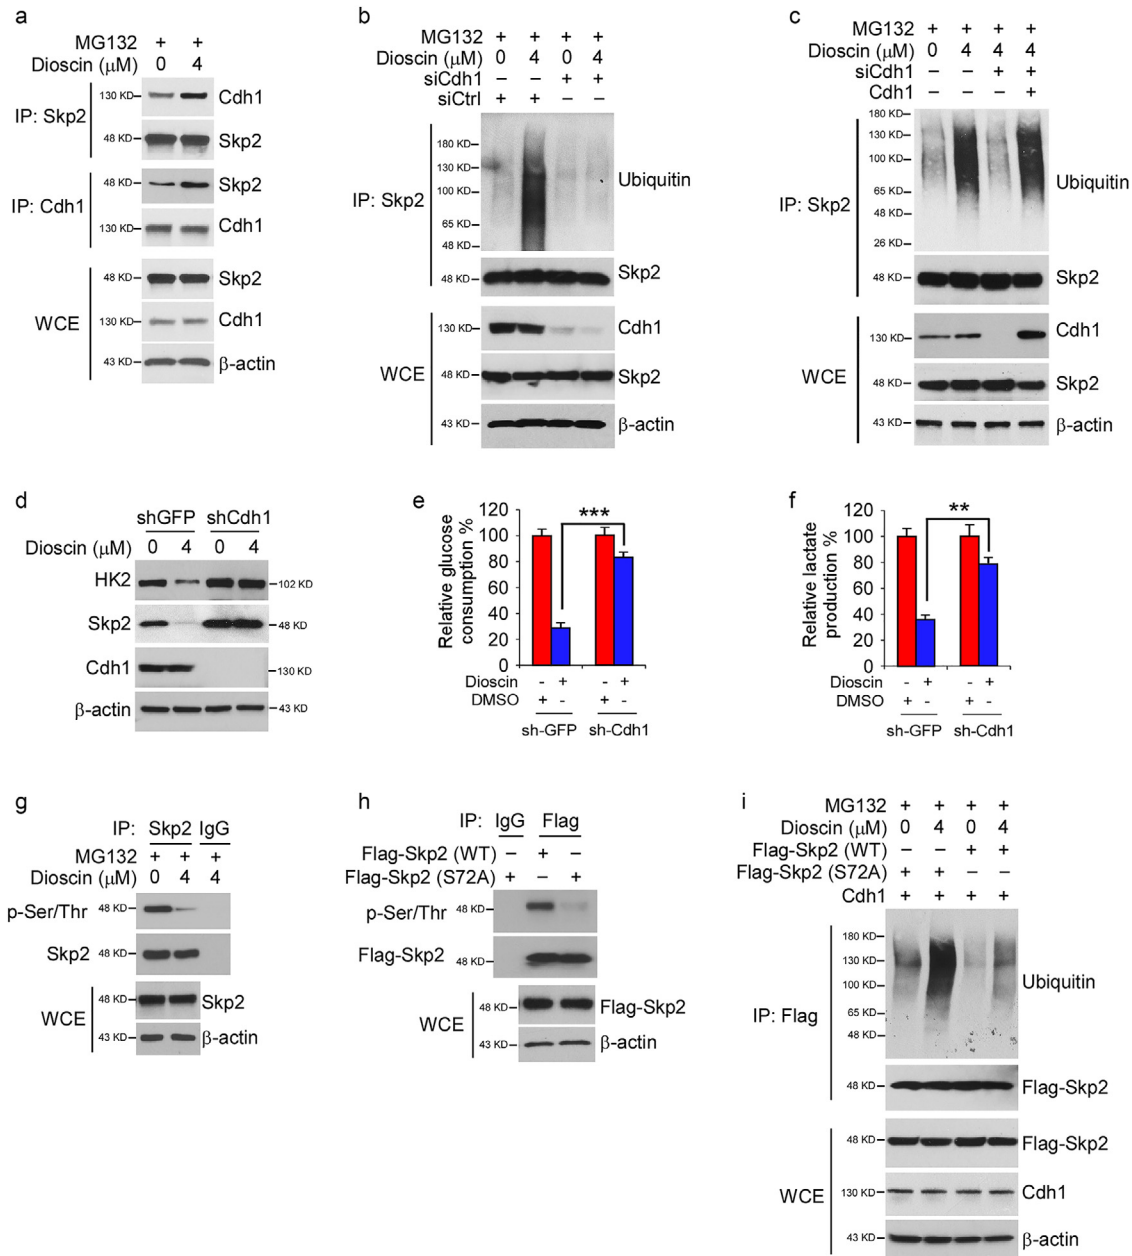 a
MG132 + +
Dioscin (μM) 0 4
IP: Skp2
130 KD Cdh1
48 KD Skp2
IP: Cdh1
48 KD Skp2
130 KD Cdh1
WCE
48 KD Skp2
130 KD Cdh1
43 KD β-actin
b
MG132 + + + +
Dioscin (μM) 0 4 0 4
siCdh1 – – + +
siCtrl + + – –
IP: Skp2
180 KD
130 KD
100 KD
65 KD
48 KD
Ubiquitin
48 KD Skp2
WCE
130 KD Cdh1
48 KD Skp2
43 KD β-actin
c
MG132 + + + +
Dioscin (μM) 0 4 4 4
siCdh1 – – + +
Cdh1 – – – +
IP: Skp2
180 KD
130 KD
100 KD
65 KD
48 KD
26 KD
Ubiquitin
48 KD Skp2
WCE
130 KD Cdh1
48 KD Skp2
43 KD β-actin
d
shGFP shCdh1
Dioscin (μM) 0 4 0 4
HK2 102 KD
Skp2 48 KD
Cdh1 130 KD
β-actin 43 KD
e
Relative glucose
consumption %
120
100
80
60
40
20
0
***
Dioscin - + - +
DMSO + - + -
sh-GFP sh-Cdh1
f
Relative lactate
production %
120
100
80
60
40
20
0
**
Dioscin - + - +
DMSO + - + -
sh-GFP sh-Cdh1
g
IP: Skp2 IgG
MG132 + + +
Dioscin (μM) 0 4 4
p-Ser/Thr 48 KD
Skp2 48 KD
WCE
48 KD Skp2
43 KD β-actin
h
IP: IgG Flag
Flag-Skp2 (WT) – + –
Flag-Skp2 (S72A) + – +
p-Ser/Thr 48 KD
Flag-Skp2 48 KD
WCE
48 KD Flag-Skp2
43 KD β-actin
i
MG132 + + + +
Dioscin (μM) 0 4 0 4
Flag-Skp2 (WT) – – + +
Flag-Skp2 (S72A) + + – –
Cdh1 + + + +
IP: Flag
180 KD
130 KD
100 KD
65 KD
48 KD
Ubiquitin
48 KD Flag-Skp2
WCE
48 KD Flag-Skp2
130 KD Cdh1
43 KD β-actin